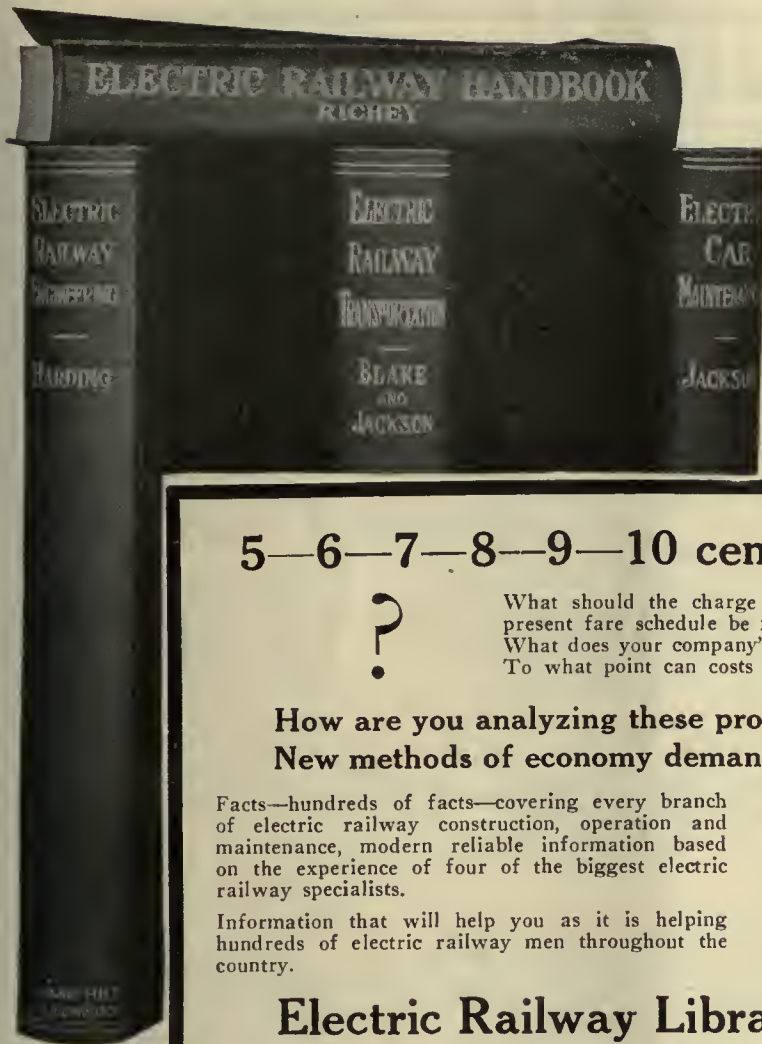 ELECTRIC RAILWAY HANDBOOK
RICHEY
ELECTRIC
RAILWAY
ENGINEERING
HARDING
ELECTRIC
RAILWAY
TRANSPORTATION
BLAKE
AND
JACKSON
ELECTR
CAR
MAINTENAN
JACKSO
5—6—7—8—9—10 cen
?
What should the charge
present fare schedule be
What does your company'
To what point can costs
How are you analyzing these pro
New methods of economy deman
Facts—hundreds of facts—covering every branch
of electric railway construction, operation and
maintenance, modern reliable information based
on the experience of four of the biggest electric
railway specialists.
Information that will help you as it is helping
hundreds of electric railway men throughout the
country.
Electric Railway Libra